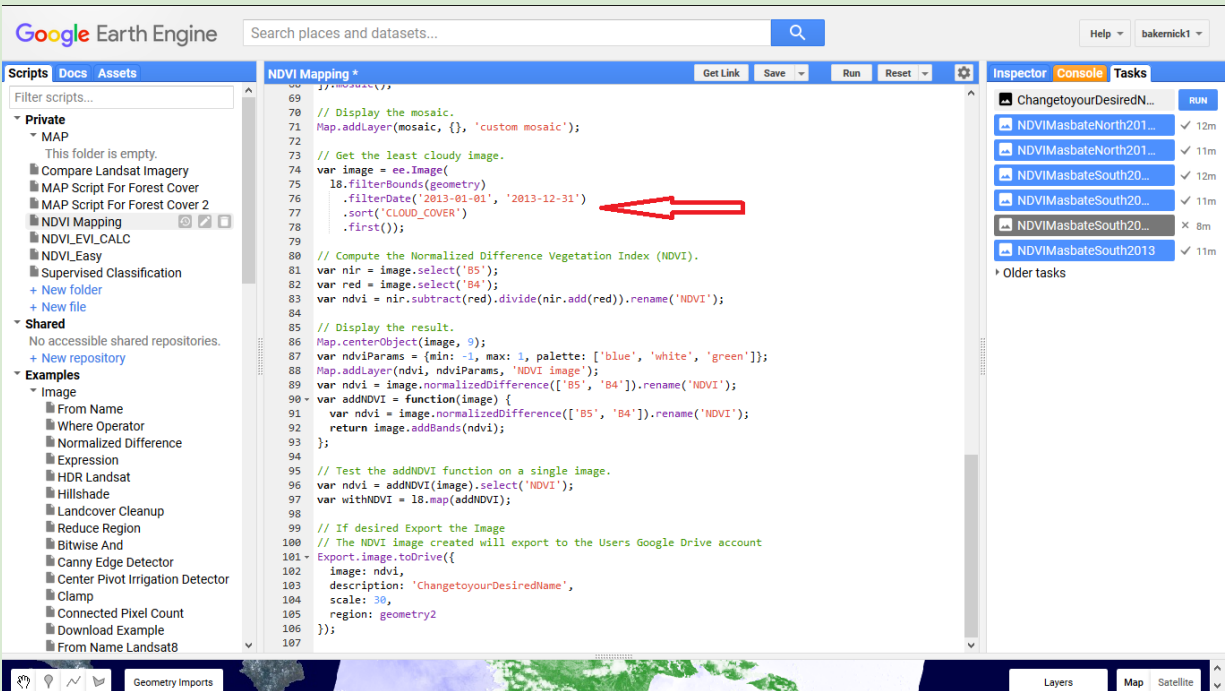 Google Earth Engine
Search places and datasets...
Help
bakernick1
Scripts Docs Assets
NDVI Mapping *
Get Link Save Run Reset
Inspector Console Tasks
Filter scripts...
Private
MAP
This folder is empty.
Compare Landsat Imagery
MAP Script For Forest Cover
MAP Script For Forest Cover 2
NDVI Mapping
NDVI_EVI_CALC
NDVI_Easy
Supervised Classification
+ New folder
+ New file
Shared
No accessible shared repositories.
+ New repository
Examples
Image
From Name
Where Operator
Normalized Difference
Expression
HDR Landsat
Hillshade
Landcover Cleanup
Reduce Region
Bitwise And
Canny Edge Detector
Center Pivot Irrigation Detector
Clamp
Connected Pixel Count
Download Example
From Name Landsat8
68 }).mosaic();
69
70 // Display the mosaic.
71 Map.addLayer(mosaic, {}, 'custom mosaic');
72
73 // Get the least cloudy image.
74 var image = ee.Image(
75 l8.filterBounds(geometry)
76 .filterDate('2013-01-01', '2013-12-31')
77 .sort('CLOUD_COVER')
78 .first());
79
80 // Compute the Normalized Difference Vegetation Index (NDVI).
81 var nir = image.select('B5');
82 var red = image.select('B4');
83 var ndvi = nir.subtract(red).divide(nir.add(red)).rename('NDVI');
84
85 // Display the result.
86 Map.centerObject(image, 9);
87 var ndviParams = {min: -1, max: 1, palette: ['blue', 'white', 'green']};
88 Map.addLayer(ndvi, ndviParams, 'NDVI image');
89 var ndvi = image.normalizedDifference(['B5', 'B4']).rename('NDVI');
90 var addNDVI = function(image) {
91 var ndvi = image.normalizedDifference(['B5', 'B4']).rename('NDVI');
92 return image.addBands(ndvi);
93 };
94
95 // Test the addNDVI function on a single image.
96 var ndvi = addNDVI(image).select('NDVI');
97 var withNDVI = l8.map(addNDVI);
98
99 // If desired Export the Image
100 // The NDVI image created will export to the Users Google Drive account
101 Export.image.toDrive({
102 image: ndvi,
103 description: 'ChangetoyourDesiredName',
104 scale: 30,
105 region: geometry2
106 });
107
ChangetoyourDesiredN... RUN
NDVIMasbateNorth201... 12m
NDVIMasbateNorth201... 11m
NDVIMasbateSouth20... 12m
NDVIMasbateSouth20... 11m
NDVIMasbateSouth20... 8m
NDVIMasbateSouth2013 11m
Older tasks
Geometry Imports
Layers
Map Satellite